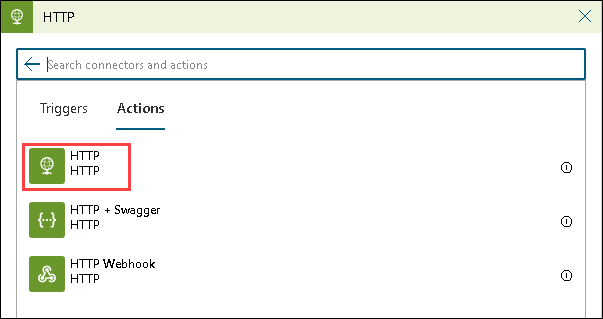 HTTP
Search connectors and actions
Triggers Actions
HTTP
HTTP
HTTP + Swagger
HTTP
HTTP Webhook
HTTP